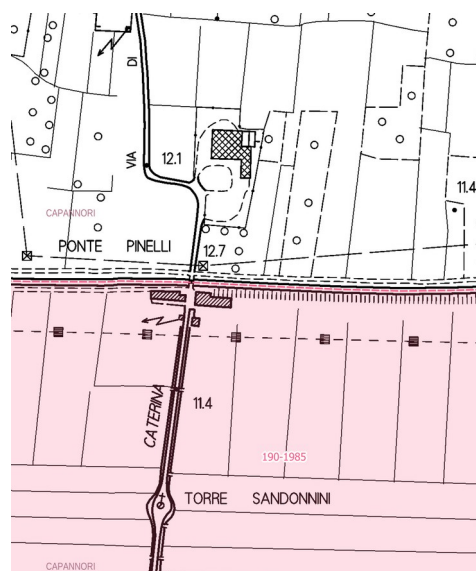 DI
VIA
12.1
11.4
CAPANNORI
PONTE PINELLI
12.7
CATERINA
11.4
190-1985
TORRE SANDONNINI
CAPANNORI